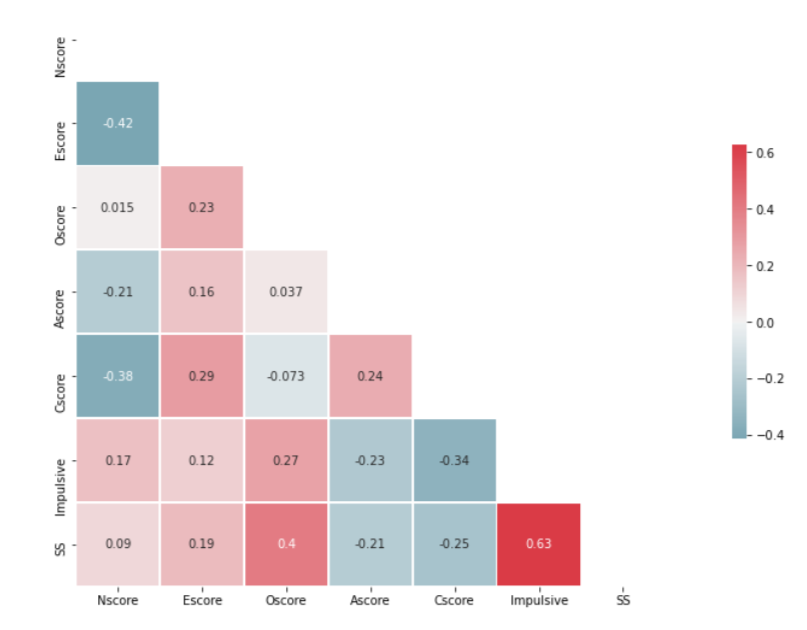 Nscore
Escore -0.42
Oscore 0.015 0.23
Ascore -0.21 0.16 0.037
Cscore -0.38 0.29 -0.073 0.24
Impulsive 0.17 0.12 0.27 -0.23 -0.34
SS 0.09 0.19 0.4 -0.21 -0.25 0.63
Nscore Escore Oscore Ascore Cscore Impulsive SS
0.6
0.4
0.2
0.0
−0.2
−0.4